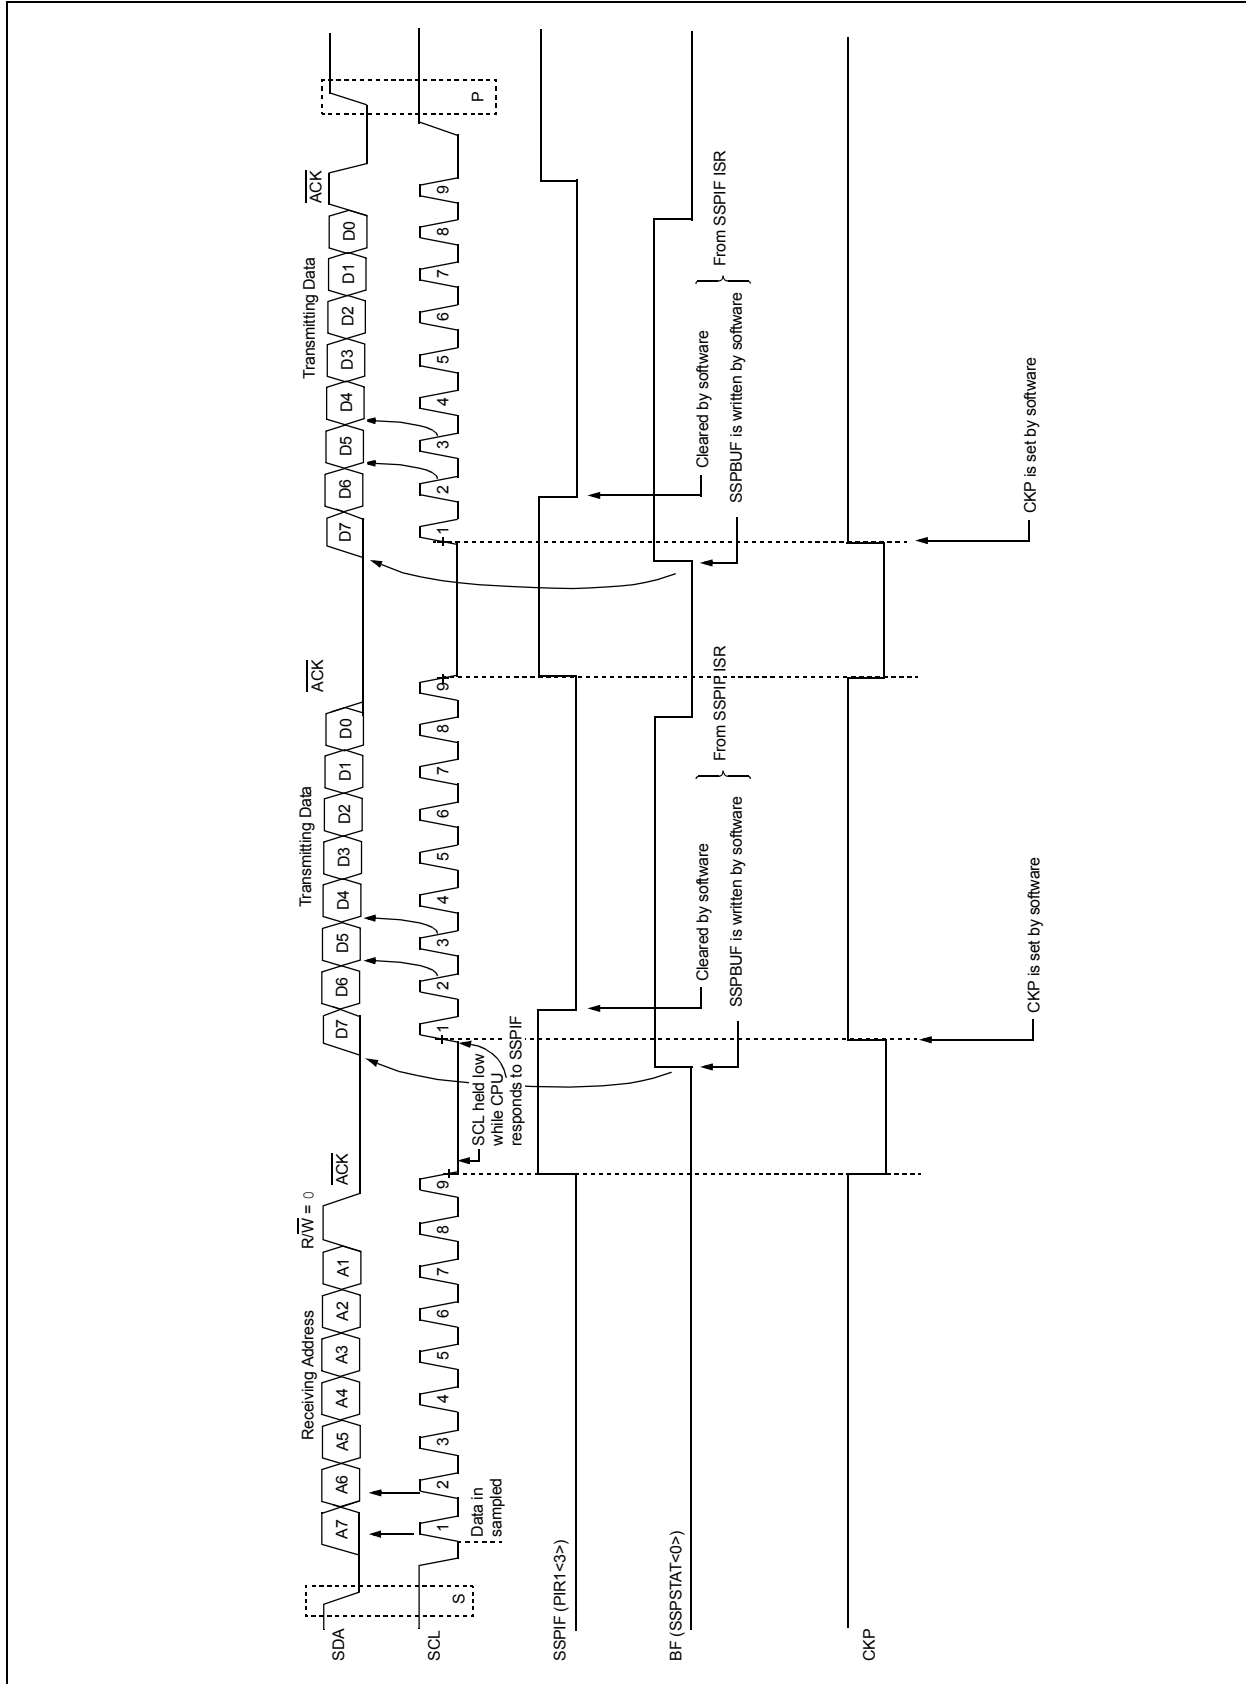 Receiving Address
R/W = 0
ACK
Transmitting Data
ACK
Transmitting Data
ACK
SDA
A7 A6 A5 A4 A3 A2 A1
D7 D6 D5 D4 D3 D2 D1 D0
D7 D6 D5 D4 D3 D2 D1 D0
SCL
1 2 3 4 5 6 7 8 9
1 2 3 4 5 6 7 8 9
1 2 3 4 5 6 7 8 9
S
P
Data in
sampled
SCL held low
while CPU
responds to SSPIF
SSPIF (PIR1<3>)
BF (SSPSTAT<0>)
Cleared by software
From SSPIF ISR
SSPBUF is written by software
Cleared by software
From SSPIF ISR
SSPBUF is written by software
CKP
CKP is set by software
CKP is set by software